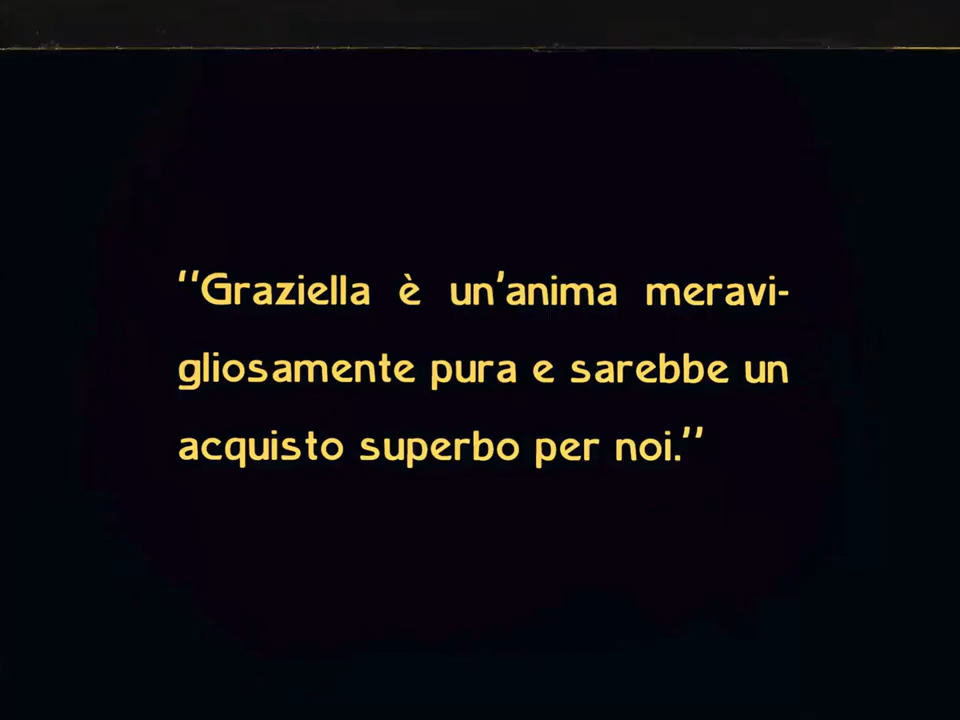 "Graziella è un'anima meravi-
gliosamente pura e sarebbe un
acquisto superbo per noi."